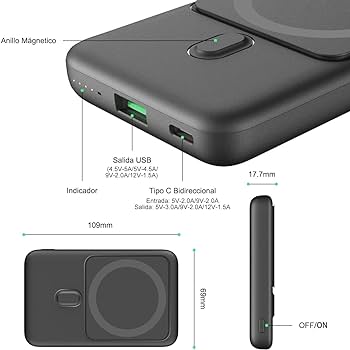 Anillo Mágnetico
Salida USB
(4.5V-5A/5V-4.5A/
9V-2.0A/12V-1.5A)
Indicador
Tipo C Bidireccional
Entrada: 5V-2.0A/9V-2 0A
Salida: 5V-3.0A/9V-2.0A/12V-1.5A
17.7mm
109mm
69mm
OFF/ON